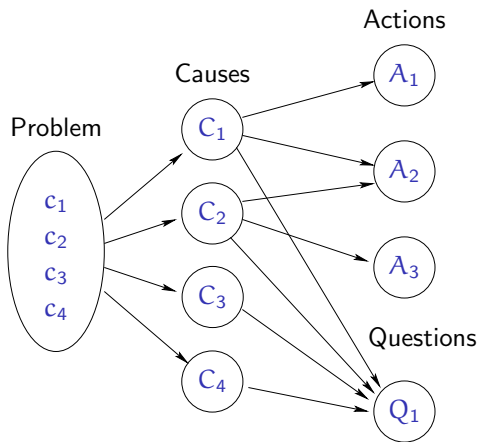 Problem
c₁
c₂
c₃
c₄
Causes
C₁
C₂
C₃
C₄
Actions
A₁
A₂
A₃
Questions
Q₁